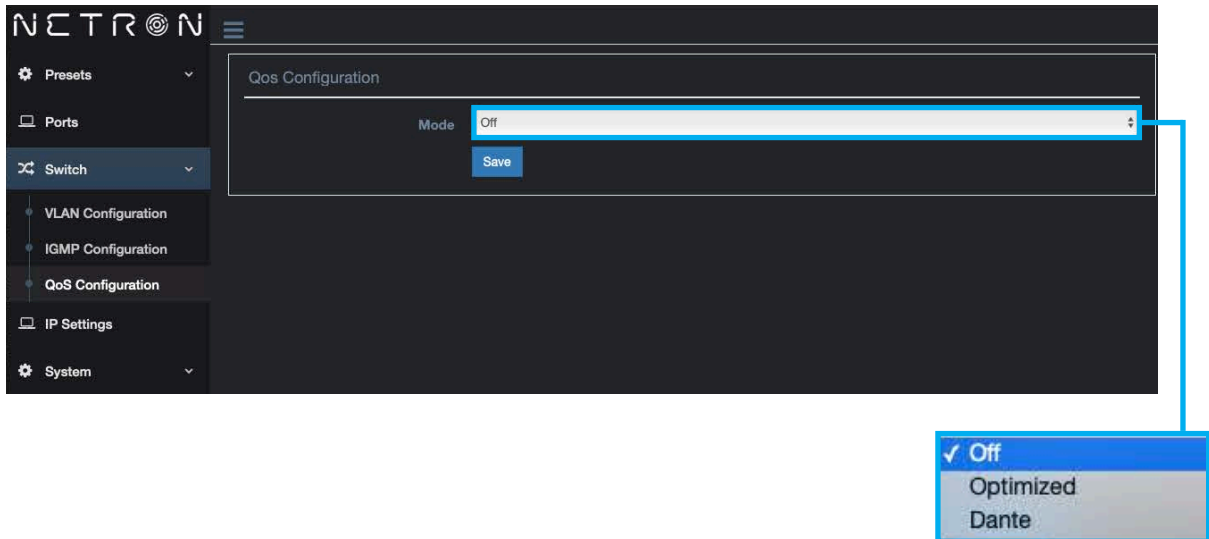 NETRON
Presets
Ports
Switch
VLAN Configuration
IGMP Configuration
QoS Configuration
IP Settings
System
Qos Configuration
Mode
Off
Save
✓ Off
Optimized
Dante